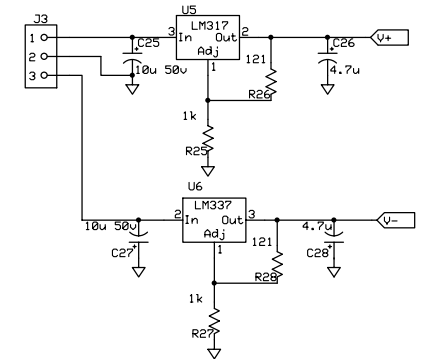 J3
U5
LM317
1
3
In
Out
2
C25
Adj
C26
V+
2
10u 50v
1
121
4.7u
3
R26
1k
R25
U6
LM337
10u 50v
2
In
Out
3
4.7u
V-
Adj
C27
1
121
C28
R28
1k
R27